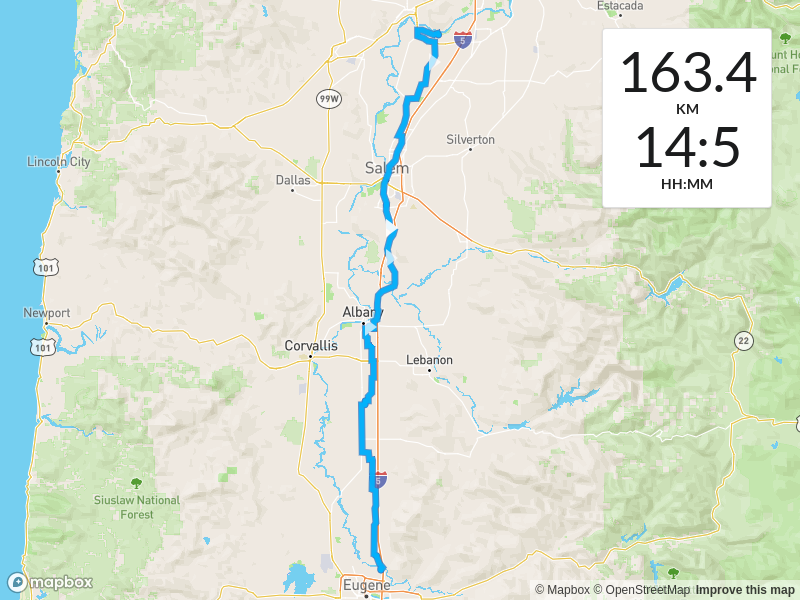 Estacada
5
163.4
KM
14:5
HH:MM
unt Ho
onal Fo
99W
Silverton
Lincoln City
Salem
Dallas
101
Newport
Albany
101
Corvallis
Lebanon
22
5
Siuslaw National
Forest
Eugene
mapbox
© Mapbox © OpenStreetMap Improve this map